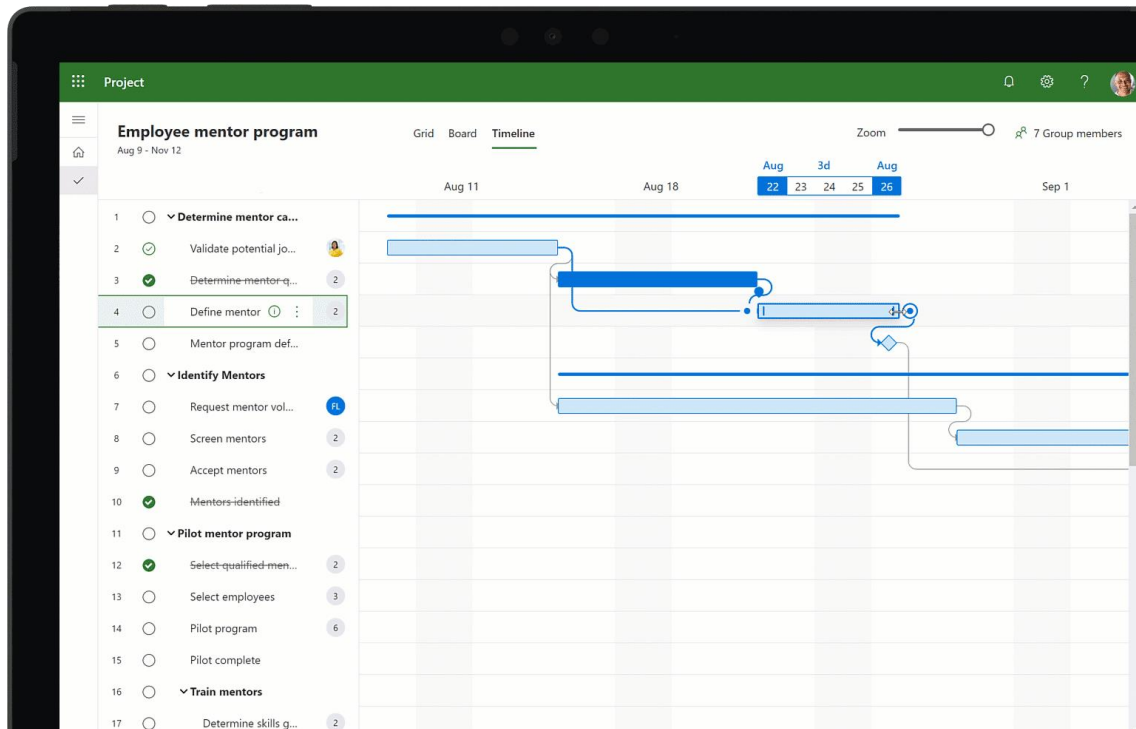 Project
Employee mentor program
Aug 9 - Nov 12
Grid Board Timeline
Zoom
7 Group members
Aug 3d Aug
Aug 11 Aug 18 22 23 24 25 26 Sep 1
1 Determine mentor ca...
2 Validate potential jo...
3 Determine mentor q... 2
4 Define mentor 2
5 Mentor program def...
6 Identify Mentors
7 Request mentor vol... FL
8 Screen mentors 2
9 Accept mentors 2
10 Mentors identified
11 Pilot mentor program
12 Select qualified men... 2
13 Select employees 3
14 Pilot program 6
15 Pilot complete
16 Train mentors
17 Determine skills g... 2